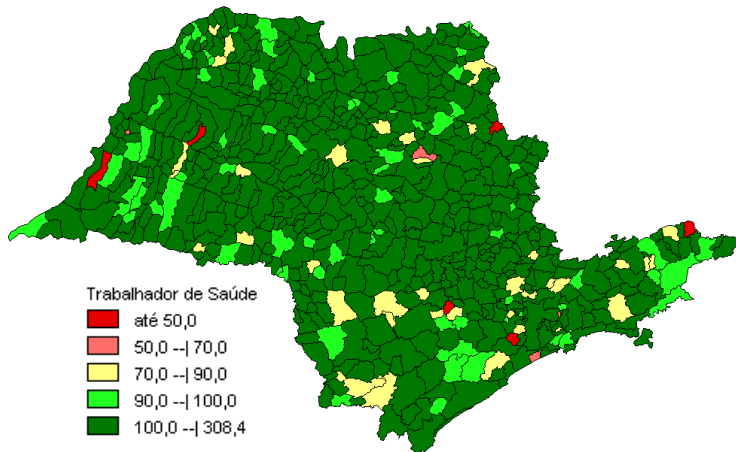 Trabalhador de Saúde
até 50,0
50,0 --| 70,0
70,0 --| 90,0
90,0 --| 100,0
100,0 --| 308,4